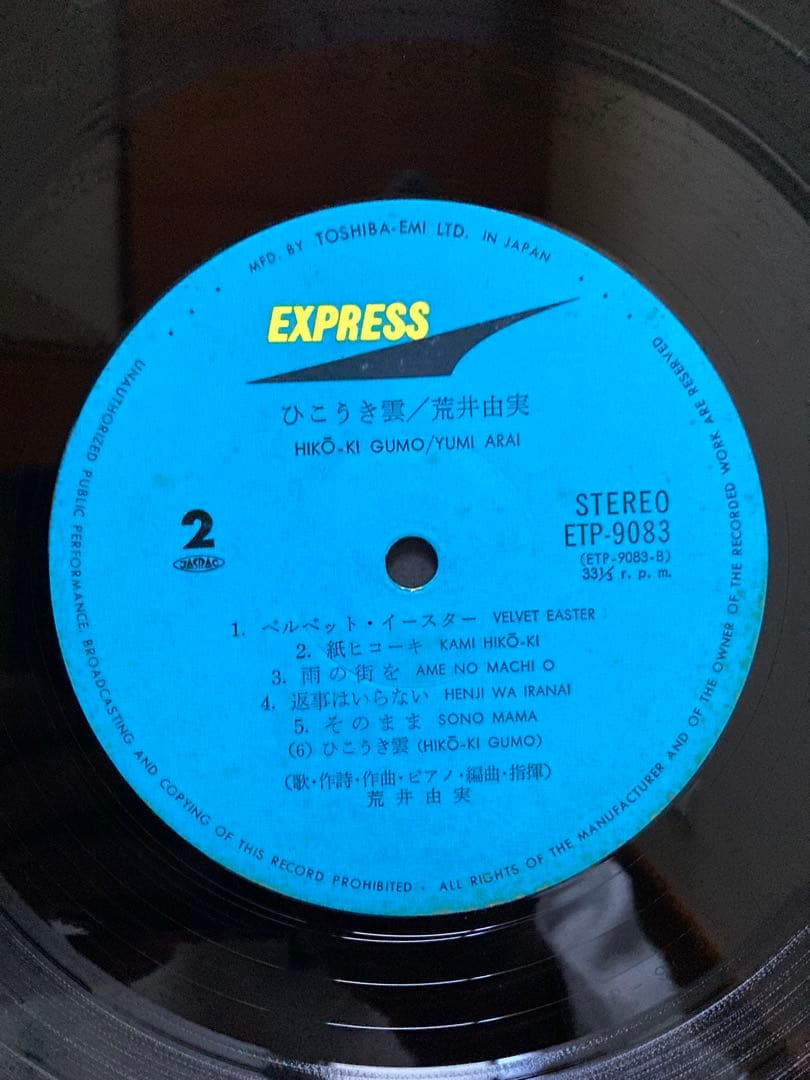 MFD. BY TOSHIBA-EMI LTD. IN JAPAN
EXPRESS
ひこうき雲/荒井由実
HIKŌ-KI GUMO/YUMI ARAI
2
JASRAC
STEREO
ETP-9083
(ETP-9083-B)
33⅓ r. p. m.
1. ベルベット・イースター VELVET EASTER
2. 紙ヒコーキ KAMI HIKŌ-KI
3. 雨の街を AME NO MACHI O
4. 返事はいらない HENJI WA IRANAI
5. そのまま SONO MAMA
(6) ひこうき雲 (HIKŌ-KI GUMO)
(歌・作詩・作曲・ピアノ・編曲・指揮)
荒井由実
UNAUTHORIZED PUBLIC PERFORMANCE, BROADCASTING AND COPYING OF THIS RECORD PROHIBITED · ALL RIGHTS OF THE MANUFACTURER AND OF THE OWNER OF THE RECORDED WORK ARE RESERVED